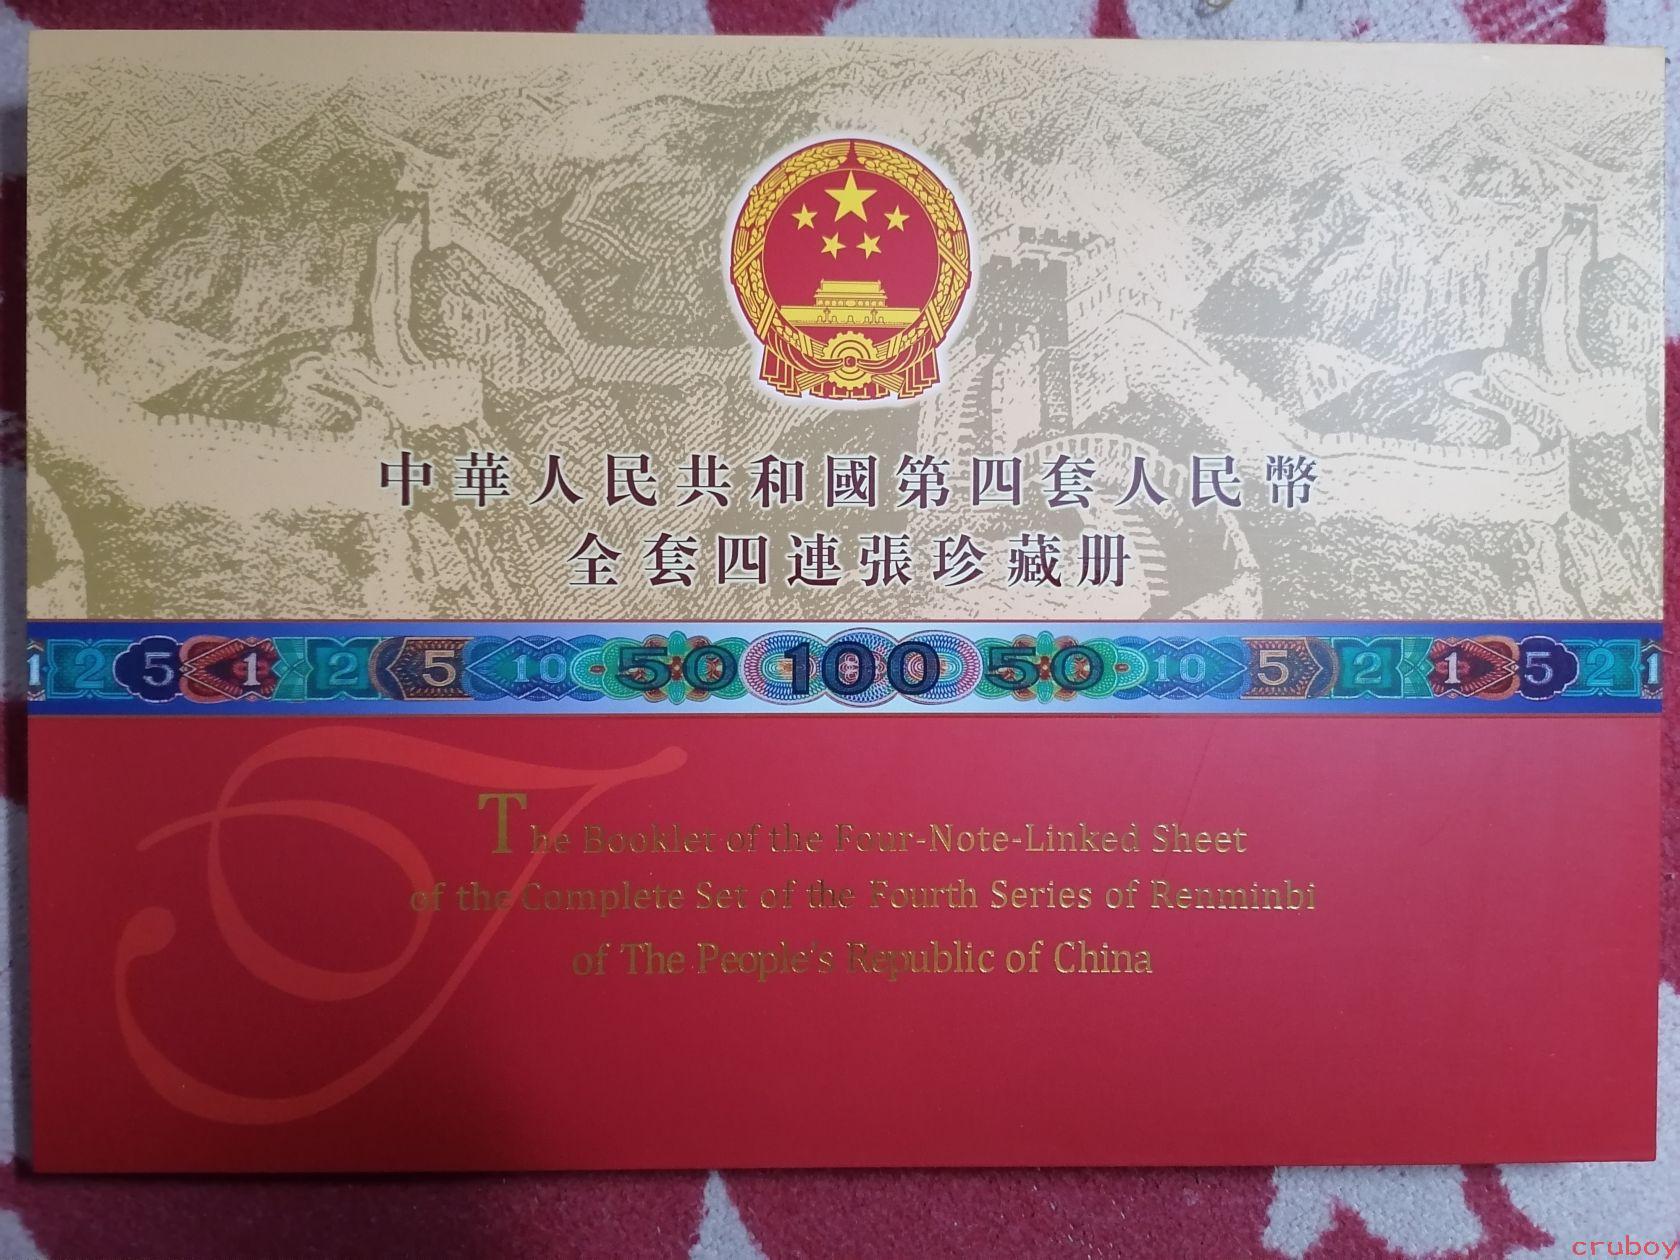 中華人民共和國第四套人民幣
全套四連張珍藏册
1 2 5 1 2 5 10 50 100 50 10 5 2 1 5 2 1
The Booklet of the Four-Note-Linked Sheet
of the Complete Set of the Fourth Series of Renminbi
of The People's Republic of China
cruboy